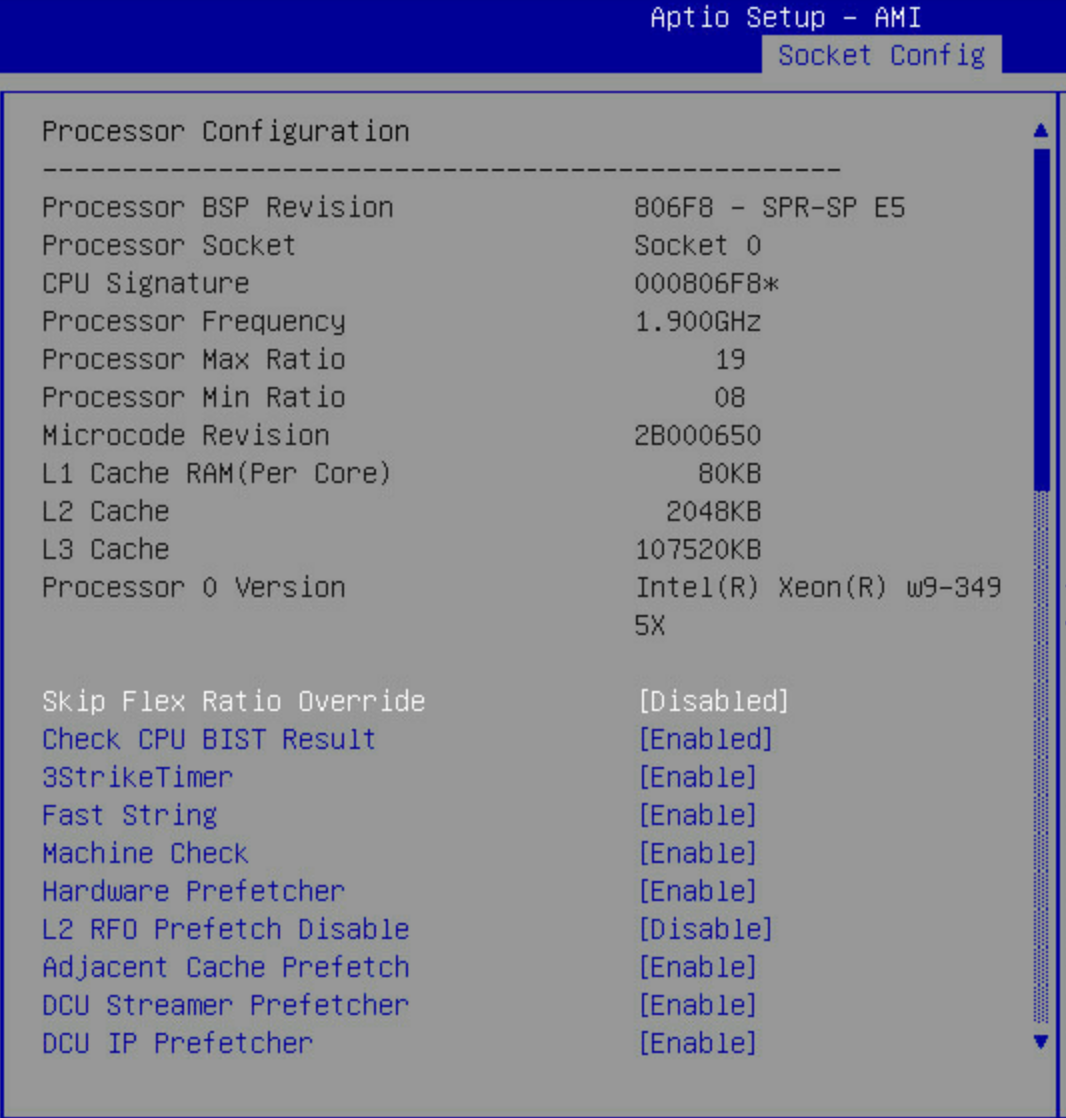 Aptio Setup – AMI
Socket Config
Processor Configuration
--------------------------------------------------
Processor BSP Revision 806F8 – SPR-SP E5
Processor Socket Socket 0
CPU Signature 000806F8*
Processor Frequency 1.900GHz
Processor Max Ratio 19
Processor Min Ratio 08
Microcode Revision 2B000650
L1 Cache RAM(Per Core) 80KB
L2 Cache 2048KB
L3 Cache 107520KB
Processor 0 Version Intel(R) Xeon(R) w9-349
5X
Skip Flex Ratio Override [Disabled]
Check CPU BIST Result [Enabled]
3StrikeTimer [Enable]
Fast String [Enable]
Machine Check [Enable]
Hardware Prefetcher [Enable]
L2 RFO Prefetch Disable [Disable]
Adjacent Cache Prefetch [Enable]
DCU Streamer Prefetcher [Enable]
DCU IP Prefetcher [Enable]